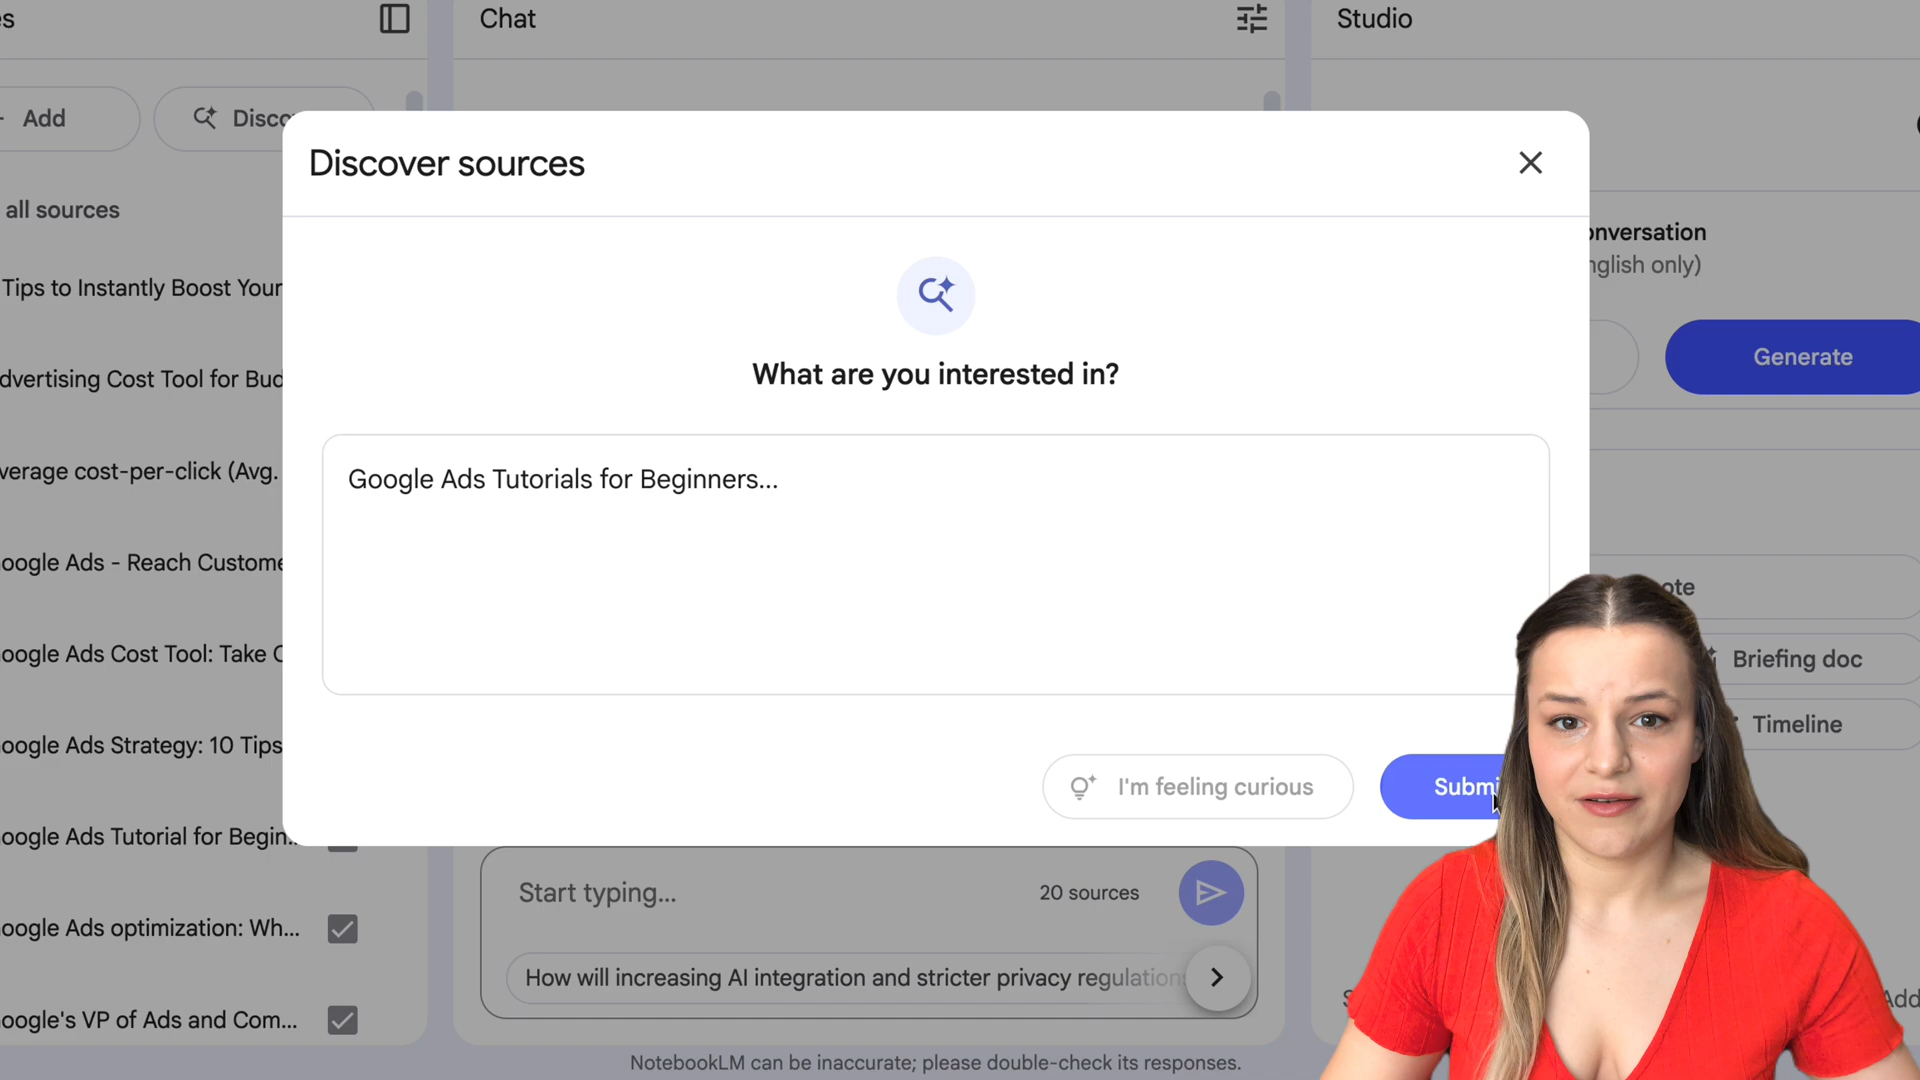 Chat
Studio
Add
Disco
all sources
Tips to Instantly Boost Your
dvertising Cost Tool for Bud
verage cost-per-click (Avg.
oogle Ads - Reach Custome
oogle Ads Cost Tool: Take
oogle Ads Strategy: 10 Tips
oogle Ads Tutorial for Begin...
oogle Ads optimization: Wh...
oogle's VP of Ads and Com...
Discover sources
What are you interested in?
Google Ads Tutorials for Beginners...
I'm feeling curious
Submi
Start typing...
20 sources
How will increasing AI integration and stricter privacy regulation
NotebookLM can be inaccurate; please double-check its responses.
onversation
nglish only)
Generate
ote
Briefing doc
Timeline
Add